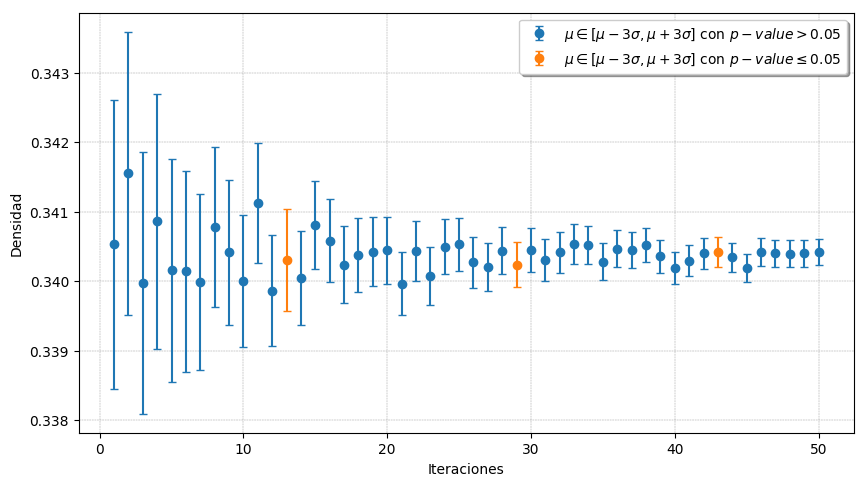 μ ∈ [μ − 3σ, μ + 3σ] con p − value > 0.05
μ ∈ [μ − 3σ, μ + 3σ] con p − value ≤ 0.05
0.343
0.342
0.341
0.340
0.339
0.338
Densidad
0 10 20 30 40 50
Iteraciones